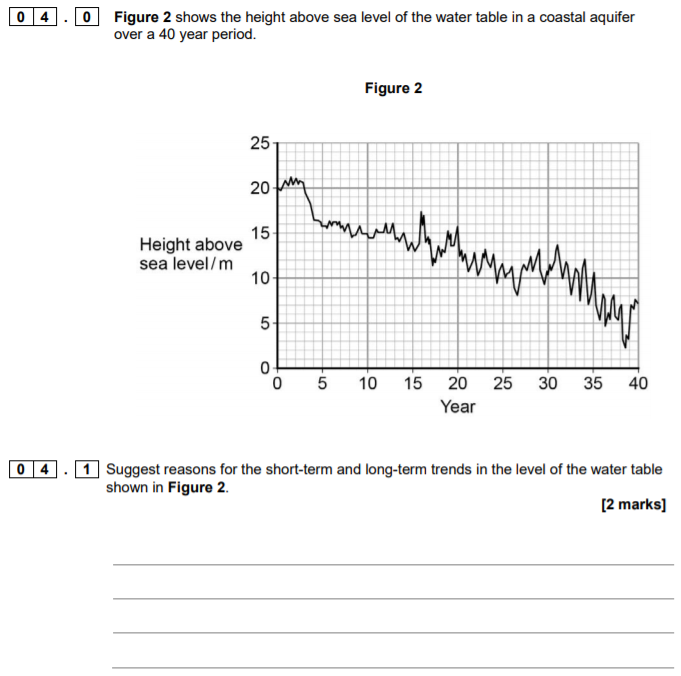 0 4 . 0 Figure 2 shows the height above sea level of the water table in a coastal aquifer
over a 40 year period.
Figure 2
25
20
15
10
5
0
Height above
sea level/m
0 5 10 15 20 25 30 35 40
Year
0 4 . 1 Suggest reasons for the short-term and long-term trends in the level of the water table
shown in Figure 2.
[2 marks]